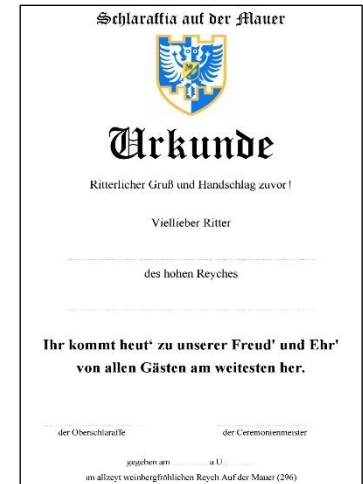 Schlaraffia auf der Mauer
Urkunde
Ritterlicher Gruß und Handschlag zuvor!
Viellieber Ritter
des hohen Reyches
Ihr kommt heut‘ zu unserer Freud' und Ehr'
von allen Gästen am weitesten her.
der Oberschlaraffe der Ceremonienmeister
gegeben am ............ a.U. ........
im allzeyt weinbergfröhlichen Reych Auf der Mauer (296)